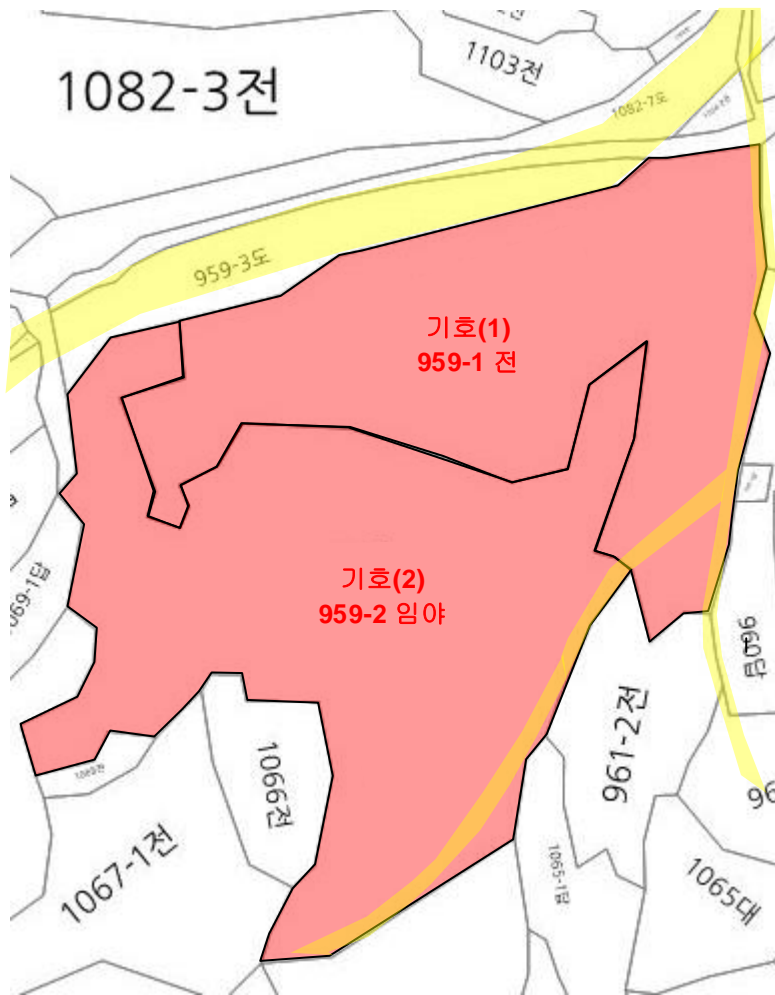 1103전
1082-3전
1082-7도
959-3도
기호(1)
959-1 전
기호(2)
959-2 임야
069-1답
960답
961-2전
1066전
96
1067-1전
1065-1답
1065대